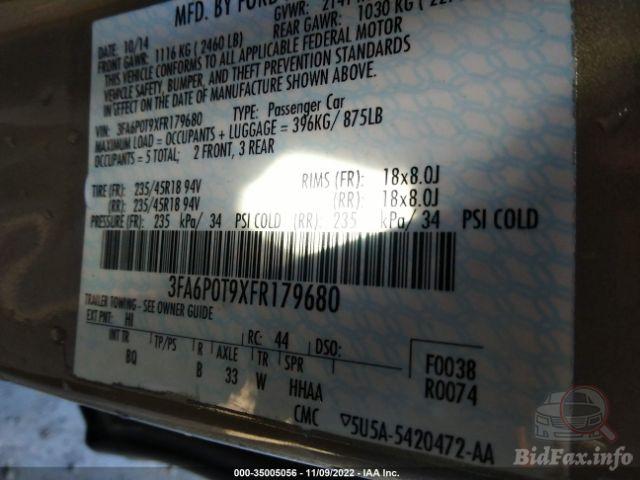 MFD. BY FORD
GVWR: 2141
DATE: 10/14
FRONT GAWR: 1116 KG ( 2460 LB) REAR GAWR: 1030 KG
THIS VEHICLE CONFORMS TO ALL APPLICABLE FEDERAL MOTOR
VEHICLE SAFETY, BUMPER, AND THEFT PREVENTION STANDARDS
IN EFFECT ON THE DATE OF MANUFACTURE SHOWN ABOVE.
VIN: 3FA6P0T9XFR179680 TYPE: Passenger Car
MAXIMUM LOAD = OCCUPANTS + LUGGAGE = 396KG/ 875LB
OCCUPANTS = 5 TOTAL; 2 FRONT, 3 REAR
TIRE (FR): 235/45R18 94V RIMS (FR): 18x8.0J
(RR): 235/45R18 94V (RR): 18x8.0J
PRESSURE (FR): 235 kPa/ 34 PSI COLD (RR): 235 kPa/ 34 PSI COLD
3FA6P0T9XFR179680
TRAILER TOWING - SEE OWNER GUIDE
EXT PNT: HI RC: 44 DSO:
INT TR TP/PS R AXLE TR SPR F0038
BQ B 33 W HHAA R0074
CMC ▽5U5A-5420472-AA
000-35005056 - 11/09/2022 - IAA Inc.
BidFax.info